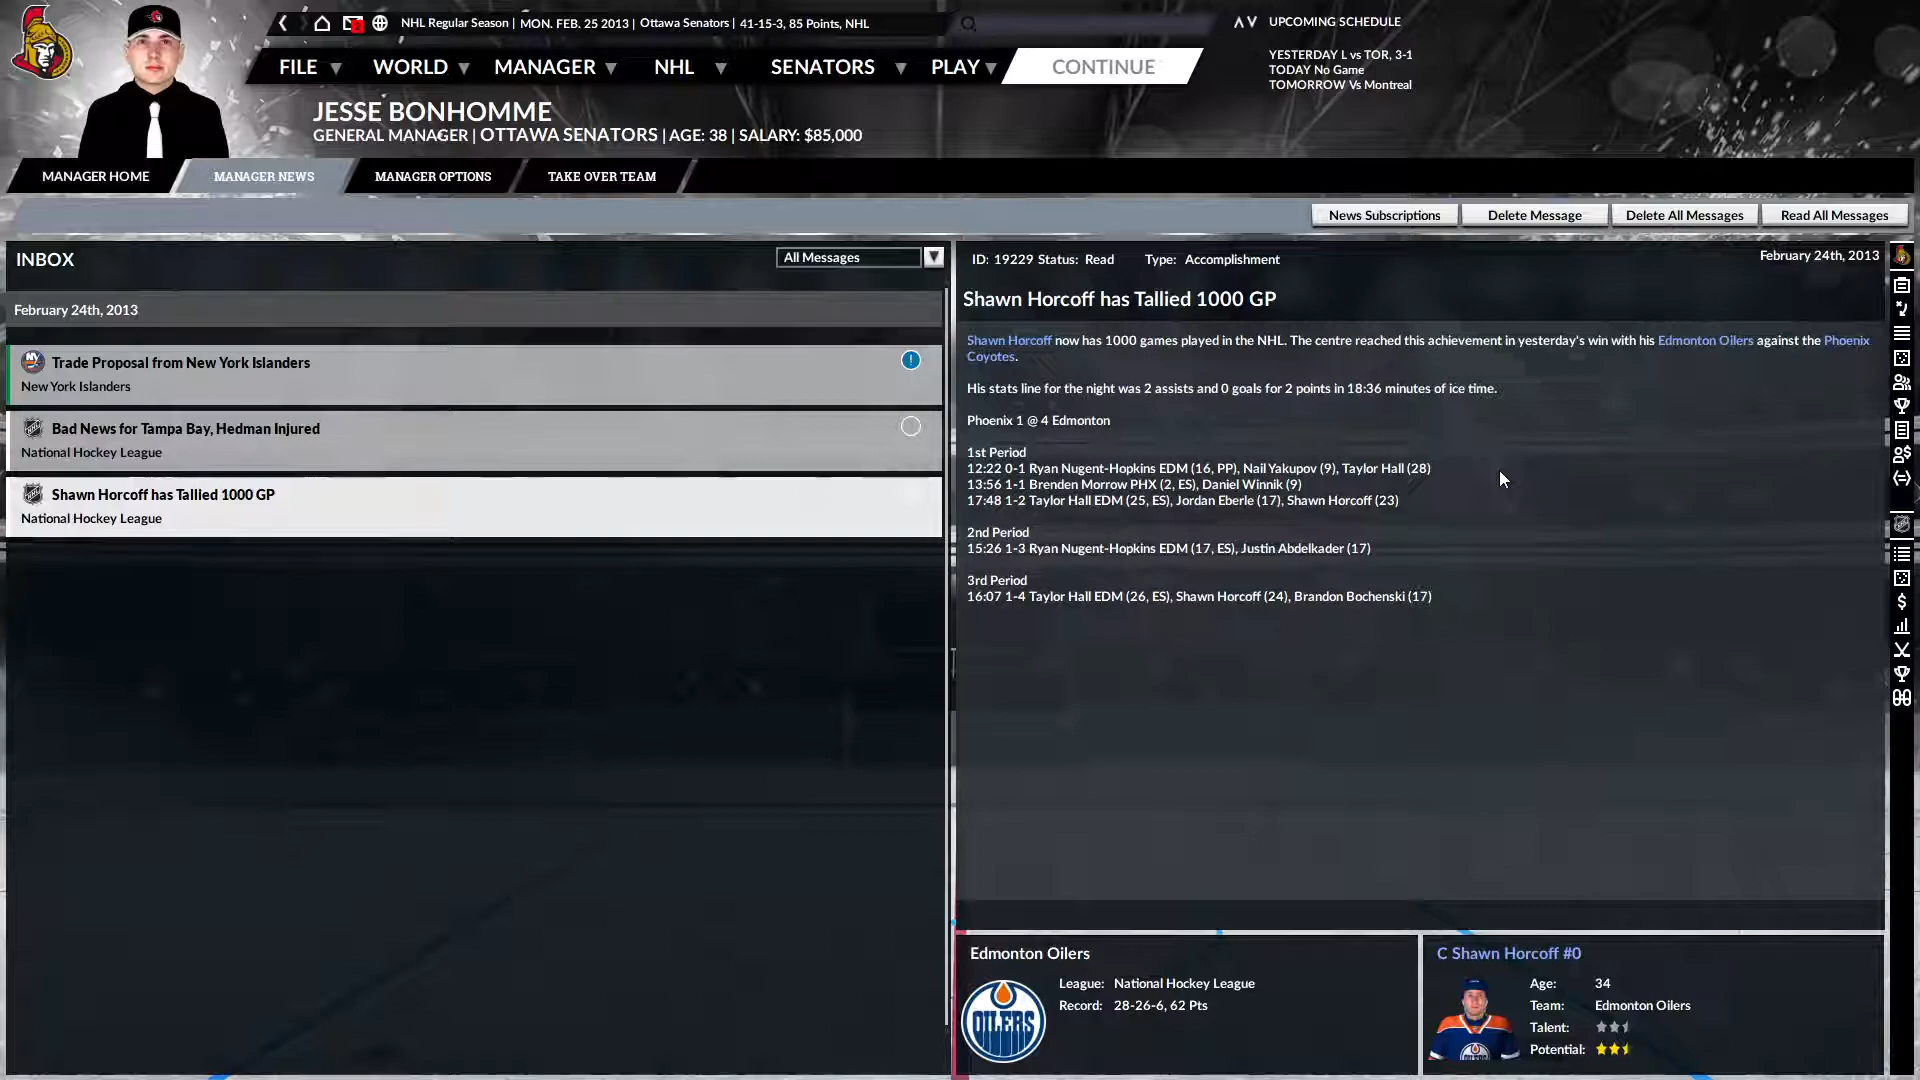 NHL Regular Season | MON. FEB. 25 2013 | Ottawa Senators | 41-15-3, 85 Points, NHL
UPCOMING SCHEDULE
YESTERDAY L vs TOR, 3-1
TODAY No Game
TOMORROW Vs Montreal
FILE WORLD MANAGER NHL SENATORS PLAY CONTINUE
JESSE BONHOMME
GENERAL MANAGER | OTTAWA SENATORS | AGE: 38 | SALARY: $85,000
MANAGER HOME MANAGER NEWS MANAGER OPTIONS TAKE OVER TEAM
News Subscriptions Delete Message Delete All Messages Read All Messages
INBOX
All Messages
February 24th, 2013
Trade Proposal from New York Islanders
New York Islanders
Bad News for Tampa Bay, Hedman Injured
National Hockey League
Shawn Horcoff has Tallied 1000 GP
National Hockey League
ID: 19229 Status: Read Type: Accomplishment
February 24th, 2013
Shawn Horcoff has Tallied 1000 GP
Shawn Horcoff now has 1000 games played in the NHL. The centre reached this achievement in yesterday's win with his Edmonton Oilers against the Phoenix
Coyotes.
His stats line for the night was 2 assists and 0 goals for 2 points in 18:36 minutes of ice time.
Phoenix 1 @ 4 Edmonton
1st Period
12:22 0-1 Ryan Nugent-Hopkins EDM (16, PP), Nail Yakupov (9), Taylor Hall (28)
13:56 1-1 Brenden Morrow PHX (2, ES), Daniel Winnik (9)
17:48 1-2 Taylor Hall EDM (25, ES), Jordan Eberle (17), Shawn Horcoff (23)
2nd Period
15:26 1-3 Ryan Nugent-Hopkins EDM (17, ES), Justin Abdelkader (17)
3rd Period
16:07 1-4 Taylor Hall EDM (26, ES), Shawn Horcoff (24), Brandon Bochenski (17)
Edmonton Oilers
League: National Hockey League
Record: 28-26-6, 62 Pts
OILERS
C Shawn Horcoff #0
Age: 34
Team: Edmonton Oilers
Talent:
Potential: